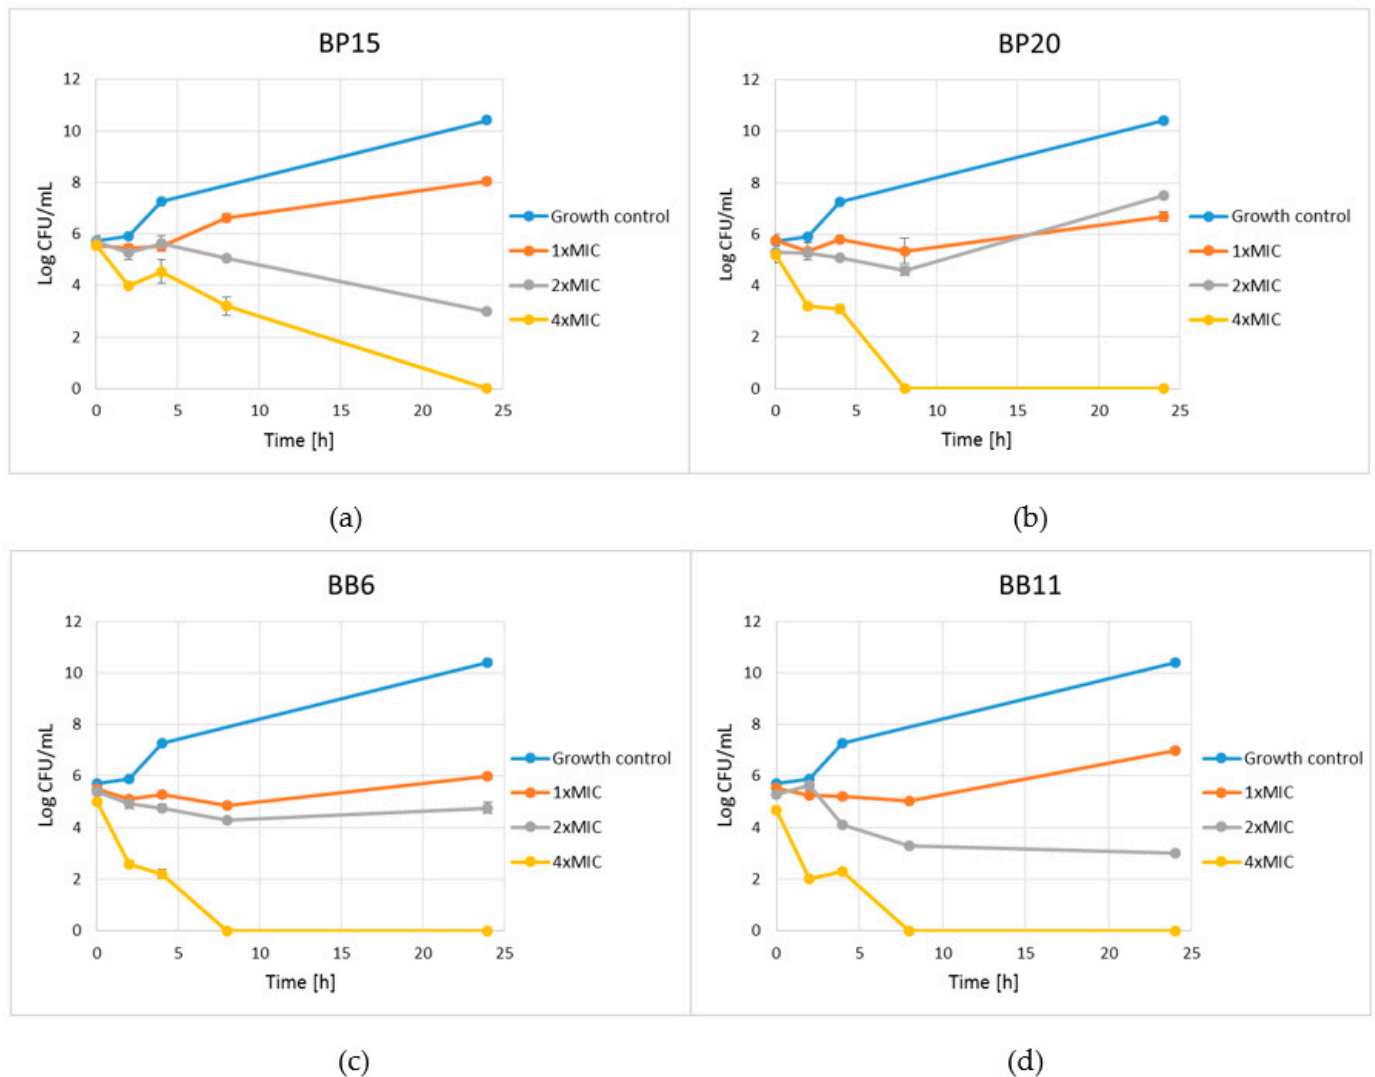 BP15
12
10
8
6
4
2
0
Log CFU/mL
0 5 10 15 20 25
Time [h]
Growth control
1xMIC
2xMIC
4xMIC
(a)
BP20
12
10
8
6
4
2
0
Log CFU/mL
0 5 10 15 20 25
Time [h]
Growth control
1xMIC
2xMIC
4xMIC
(b)
BB6
12
10
8
6
4
2
0
Log CFU/mL
0 5 10 15 20 25
Time [h]
Growth control
1xMIC
2xMIC
4xMIC
(c)
BB11
12
10
8
6
4
2
0
Log CFU/mL
0 5 10 15 20 25
Time [h]
Growth control
1xMIC
2xMIC
4xMIC
(d)